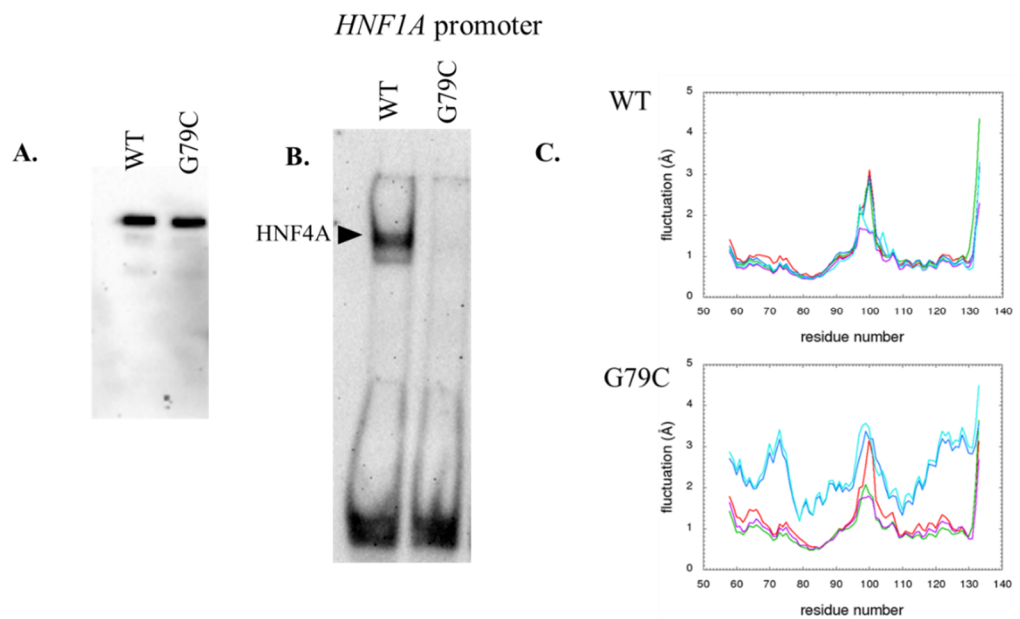 HNF1A promoter
A.
WT
G79C
B.
WT
G79C
HNF4A
C.
WT
fluctuation (Å)
5
4
3
2
1
0
50 60 70 80 90 100 110 120 130 140
residue number
G79C
fluctuation (Å)
5
4
3
2
1
0
50 60 70 80 90 100 110 120 130 140
residue number